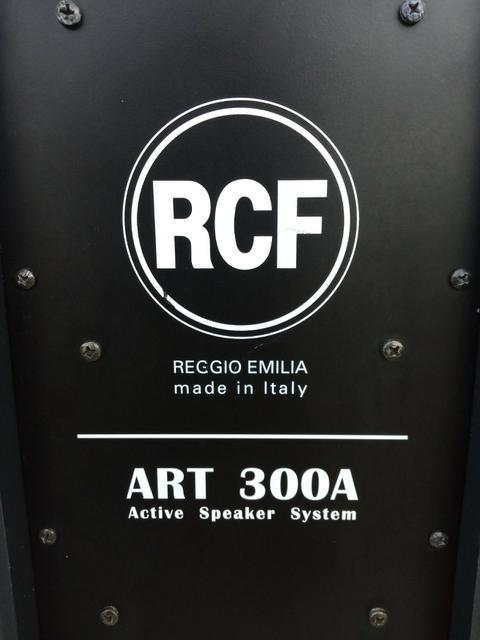 RCF
REGGIO EMILIA
made in Italy
ART 300A
Active Speaker System